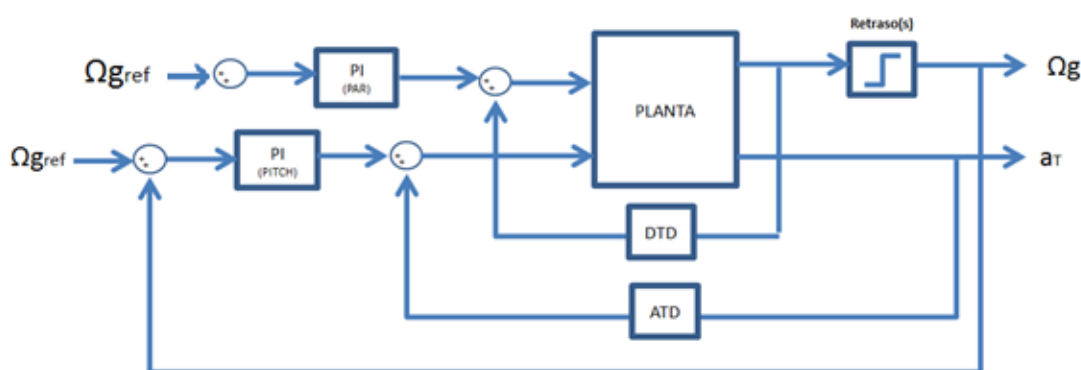 Retraso(s)
Ωgref
PI
(PAR)
PLANTA
Ωg
Ωgref
PI
(PITCH)
aT
DTD
ATD